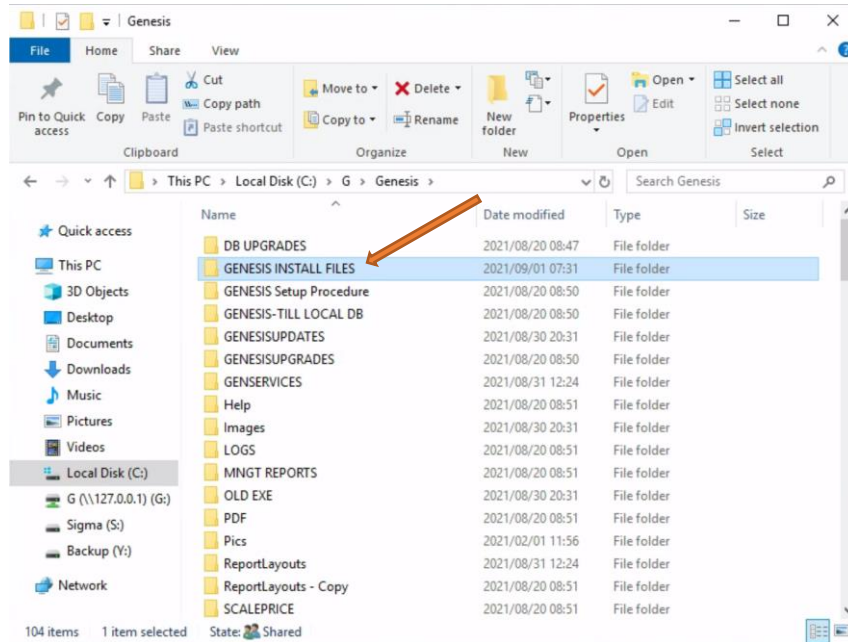 Genesis
File Home Share View
Pin to Quick access Copy Paste Cut Copy path Paste shortcut Move to Copy to Delete Rename New folder Properties Open Edit Select all Select none Invert selection
Clipboard Organize New Open Select
This PC > Local Disk (C:) > G > Genesis > Search Genesis
Name Date modified Type Size
Quick access
This PC
3D Objects
Desktop
Documents
Downloads
Music
Pictures
Videos
Local Disk (C:)
G (\\127.0.0.1) (G:)
Sigma (S:)
Backup (Y:)
Network
DB UPGRADES 2021/08/20 08:47 File folder
GENESIS INSTALL FILES 2021/09/01 07:31 File folder
GENESIS Setup Procedure 2021/08/20 08:50 File folder
GENESIS-TILL LOCAL DB 2021/08/20 08:50 File folder
GENESISUPDATES 2021/08/30 20:31 File folder
GENESISUPGRADES 2021/08/20 08:50 File folder
GENSERVICES 2021/08/31 12:24 File folder
Help 2021/08/20 08:51 File folder
Images 2021/08/30 20:31 File folder
LOGS 2021/08/20 08:51 File folder
MNGT REPORTS 2021/08/20 08:51 File folder
OLD EXE 2021/08/30 20:31 File folder
PDF 2021/08/20 08:51 File folder
Pics 2021/02/01 11:56 File folder
ReportLayouts 2021/08/31 12:24 File folder
ReportLayouts - Copy 2021/08/20 08:51 File folder
SCALEPRICE 2021/08/20 08:51 File folder
104 items 1 item selected State: Shared